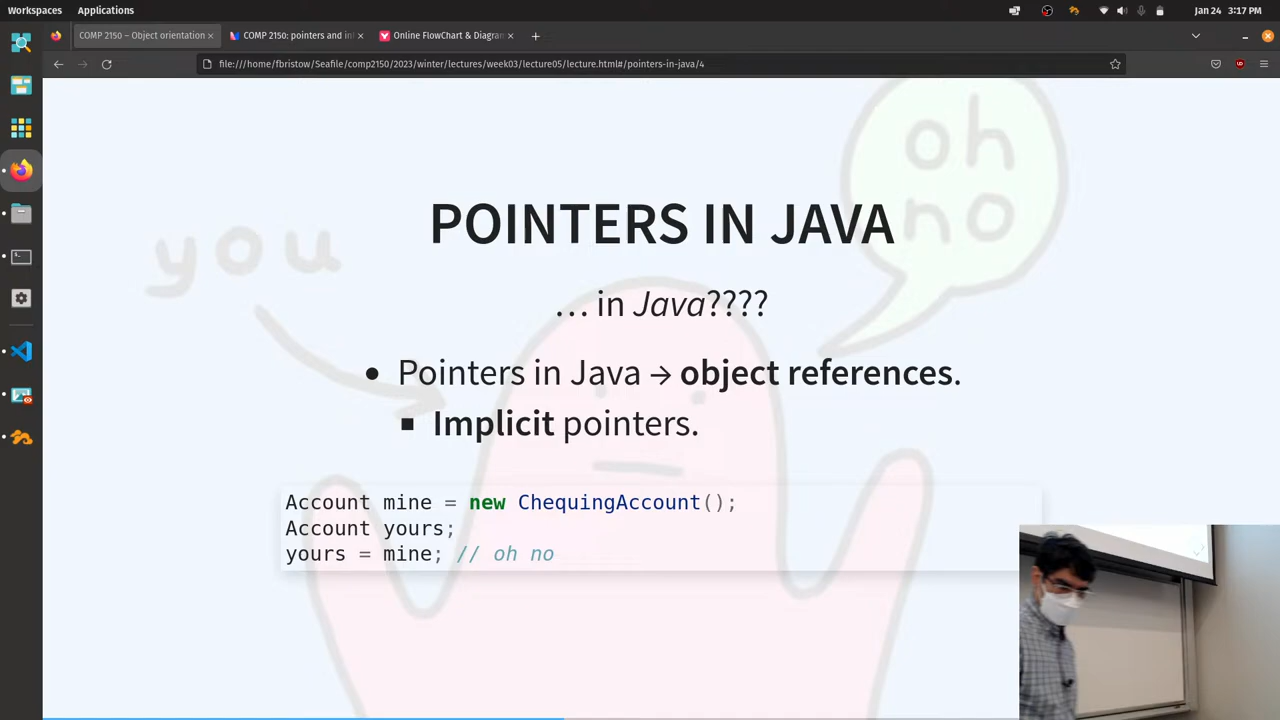 Workspaces Applications Jan 24 3:17 PM
COMP 2150 – Object orientation × COMP 2150: pointers and in × Online FlowChart & Diagram ×
file:///home/fbristow/Seafile/comp2150/2023/winter/lectures/week03/lecture05/lecture.html#/pointers-in-java/4
oh
no
you
POINTERS IN JAVA
… in Java????
• Pointers in Java → object references.
▪ Implicit pointers.
Account mine = new ChequingAccount();
Account yours;
yours = mine; // oh no